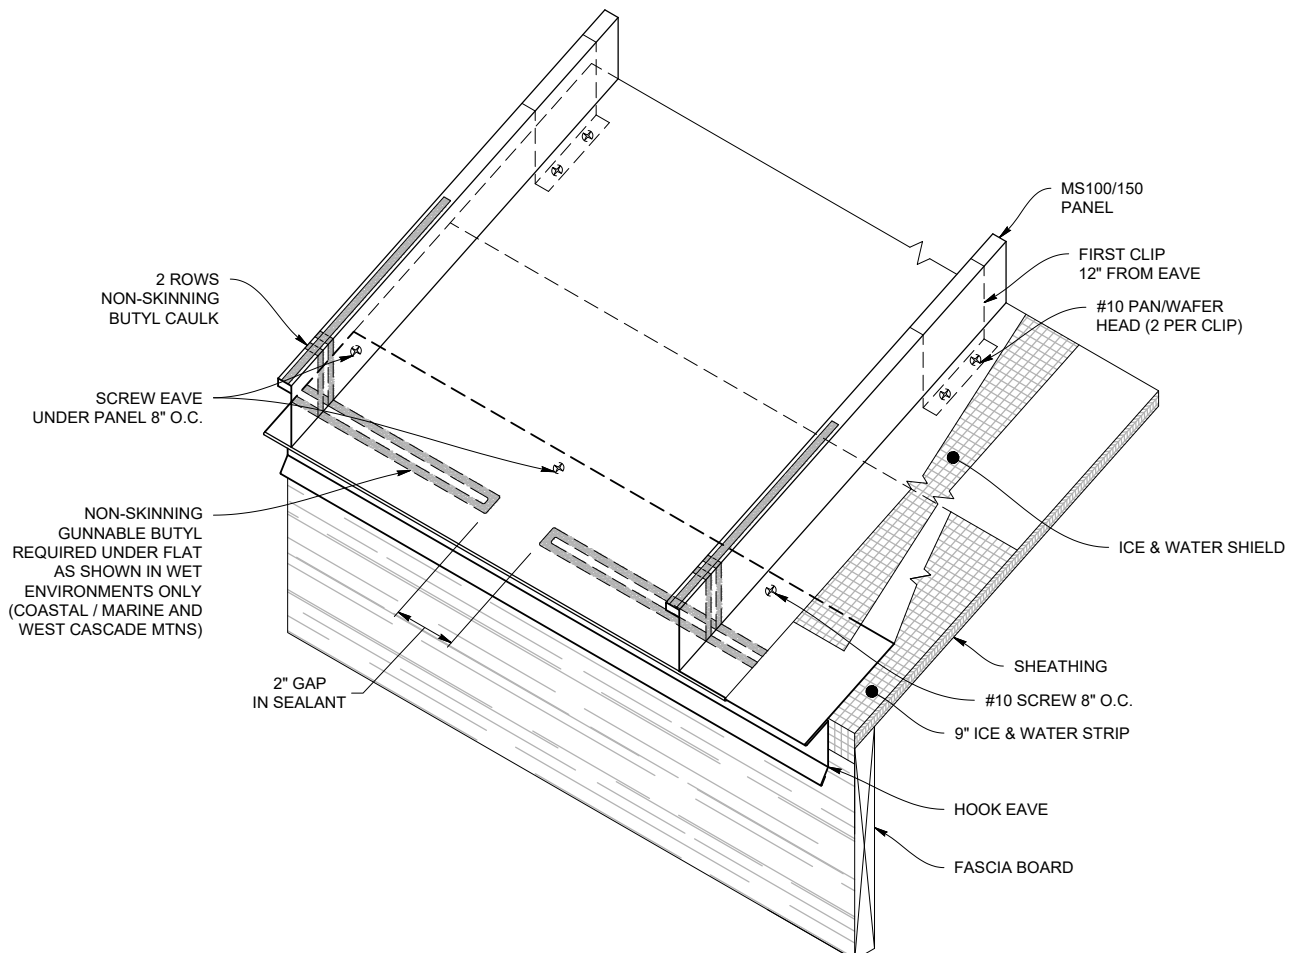 MS100/150
PANEL
FIRST CLIP
12" FROM EAVE
#10 PAN/WAFER
HEAD (2 PER CLIP)
2 ROWS
NON-SKINNING
BUTYL CAULK
SCREW EAVE
UNDER PANEL 8" O.C.
NON-SKINNING
GUNNABLE BUTYL
REQUIRED UNDER FLAT
AS SHOWN IN WET
ENVIRONMENTS ONLY
(COASTAL / MARINE AND
WEST CASCADE MTNS)
2" GAP
IN SEALANT
ICE & WATER SHIELD
SHEATHING
#10 SCREW 8" O.C.
9" ICE & WATER STRIP
HOOK EAVE
FASCIA BOARD